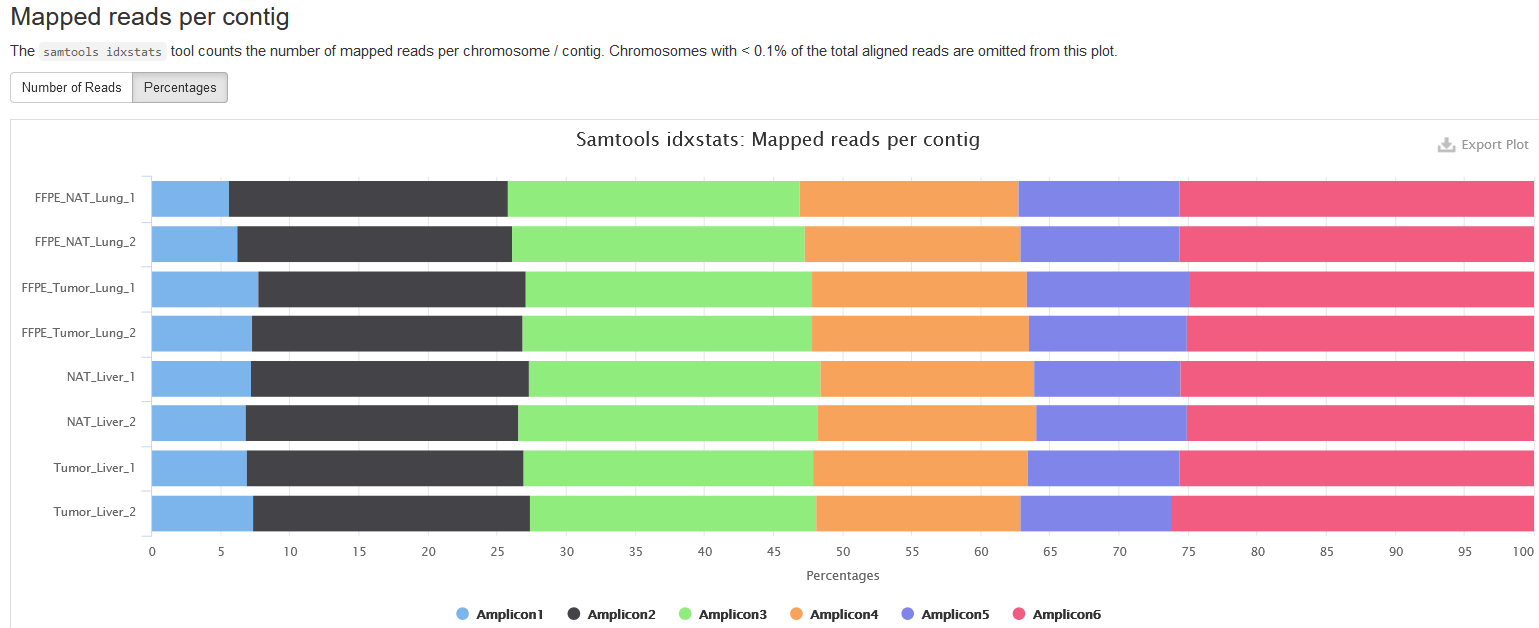 Mapped reads per contig
The samtools idxstats tool counts the number of mapped reads per chromosome / contig. Chromosomes with < 0.1% of the total aligned reads are omitted from this plot.
Number of Reads Percentages
Samtools idxstats: Mapped reads per contig
Export Plot
FFPE_NAT_Lung_1
FFPE_NAT_Lung_2
FFPE_Tumor_Lung_1
FFPE_Tumor_Lung_2
NAT_Liver_1
NAT_Liver_2
Tumor_Liver_1
Tumor_Liver_2
0 5 10 15 20 25 30 35 40 45 50 55 60 65 70 75 80 85 90 95 100
Percentages
Amplicon1 Amplicon2 Amplicon3 Amplicon4 Amplicon5 Amplicon6